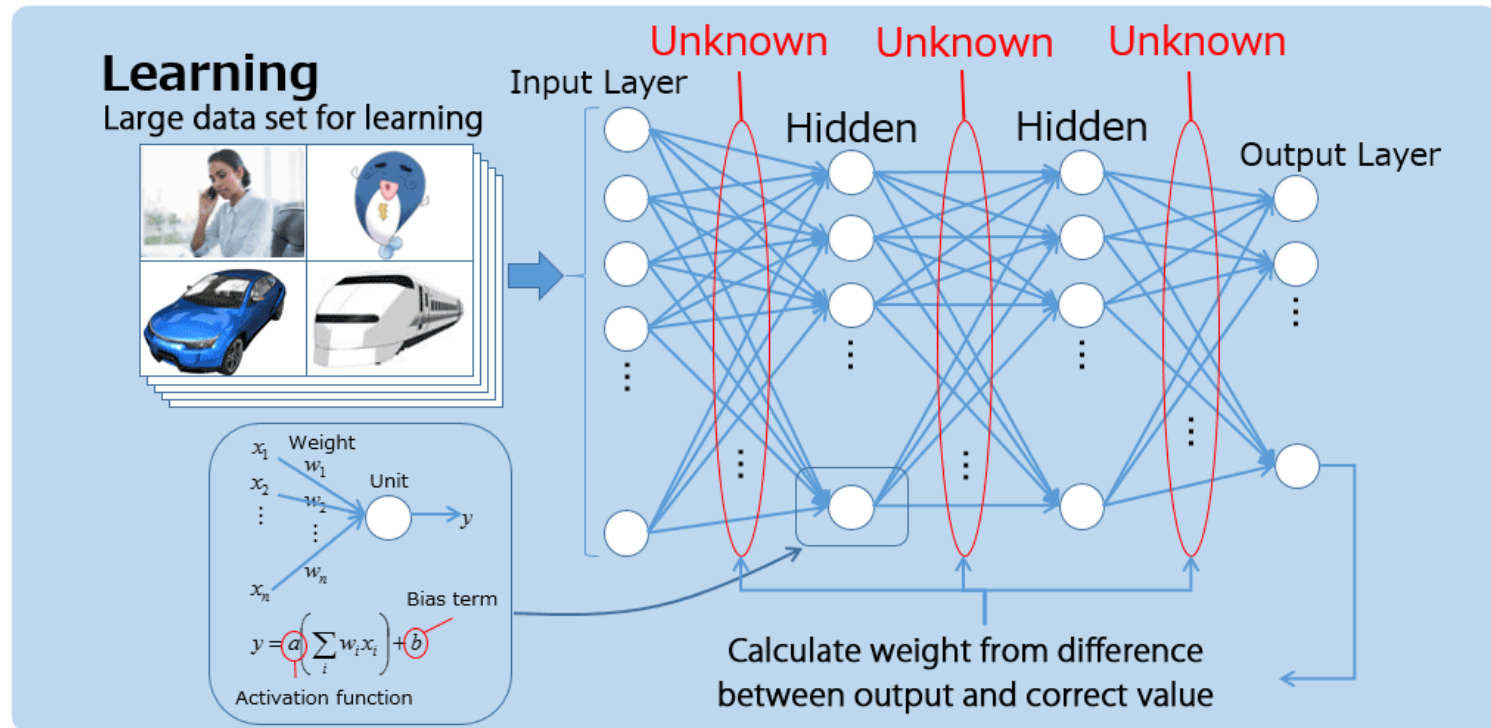 Learning
Large data set for learning
Unknown
Unknown
Unknown
Input Layer
Hidden
Hidden
Output Layer
⋮
⋮
⋮
⋮
⋮
⋮
⋮
x₁
Weight
w₁
Unit
x₂
w₂
⋮
⋮
y
xₙ
wₙ
Bias term
y = a(∑ᵢ wᵢxᵢ) + b
Activation function
Calculate weight from difference
between output and correct value